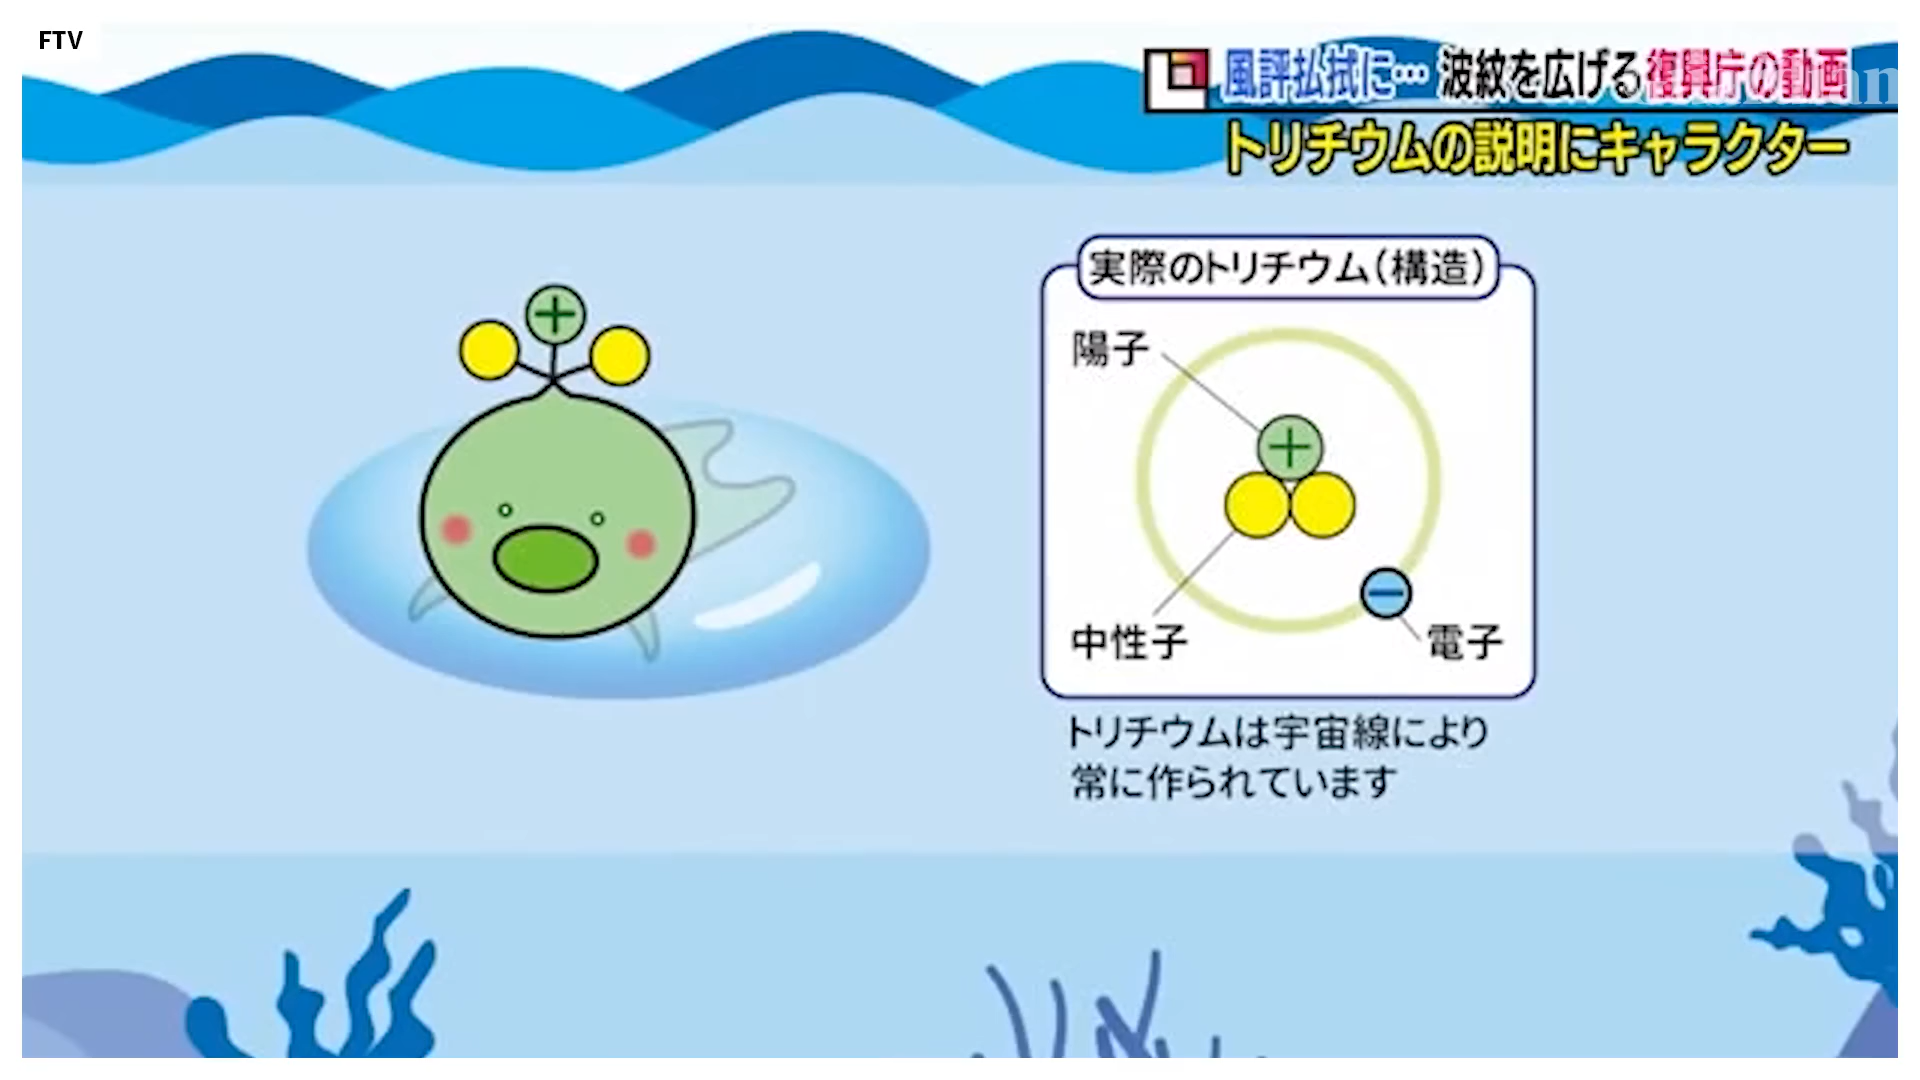 FTV
風評払拭に… 波紋を広げる復興庁の動画
トリチウムの説明にキャラクター
実際のトリチウム（構造）
陽子
+
+
−
中性子
電子
トリチウムは宇宙線により
常に作られています